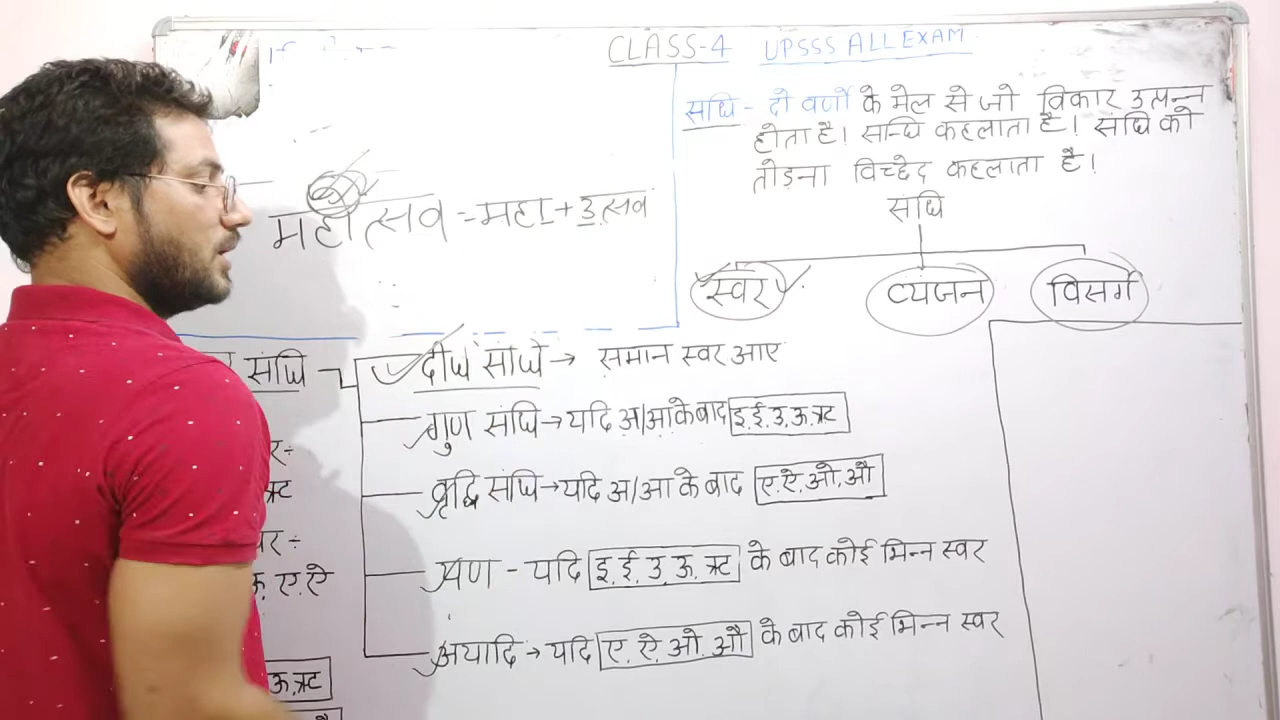 CLASS-4 UPSSS ALL EXAM
संधि - दो वर्णो के मेल से जो विकार उत्पन्न
होता है। सन्धि कहलाता है। संधि को
तोड़ना विच्छेद कहलाता है।
संधि
स्वर व्यंजन विसर्ग
महोत्सव = महा + उत्सव
संधि
दीर्घ संधि → समान स्वर आए
गुण संधि → यदि अ/आ के बाद इ.ई.उ.ऊ.ऋ
वृद्धि संधि → यदि अ/आ के बाद ए.ऐ.ओ.औ
यण - यदि इ.ई.उ.ऊ.ऋ के बाद कोई भिन्न स्वर
अयादि → यदि ए.ऐ.ओ.औ के बाद कोई भिन्न स्वर
र ÷
ऋ
र ÷
ऊ.ए.ऐ
ऊ.ऋ